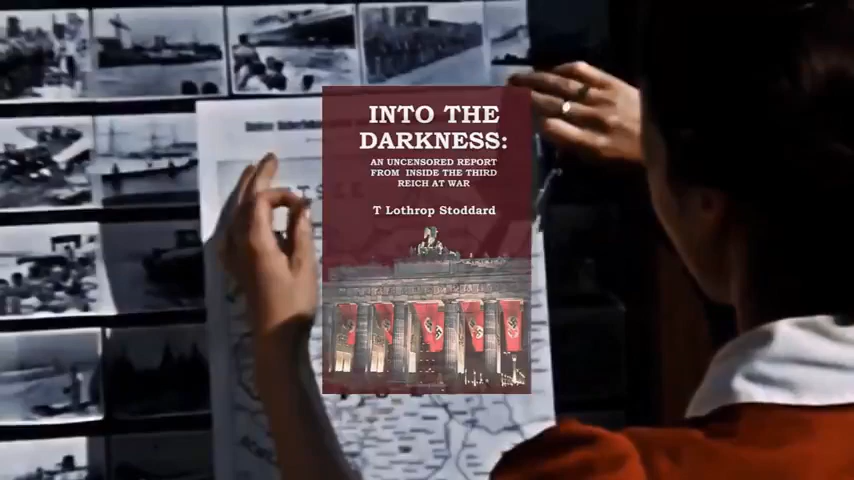 INTO THE
DARKNESS:
AN UNCENSORED REPORT
FROM INSIDE THE THIRD
REICH AT WAR
T Lothrop Stoddard